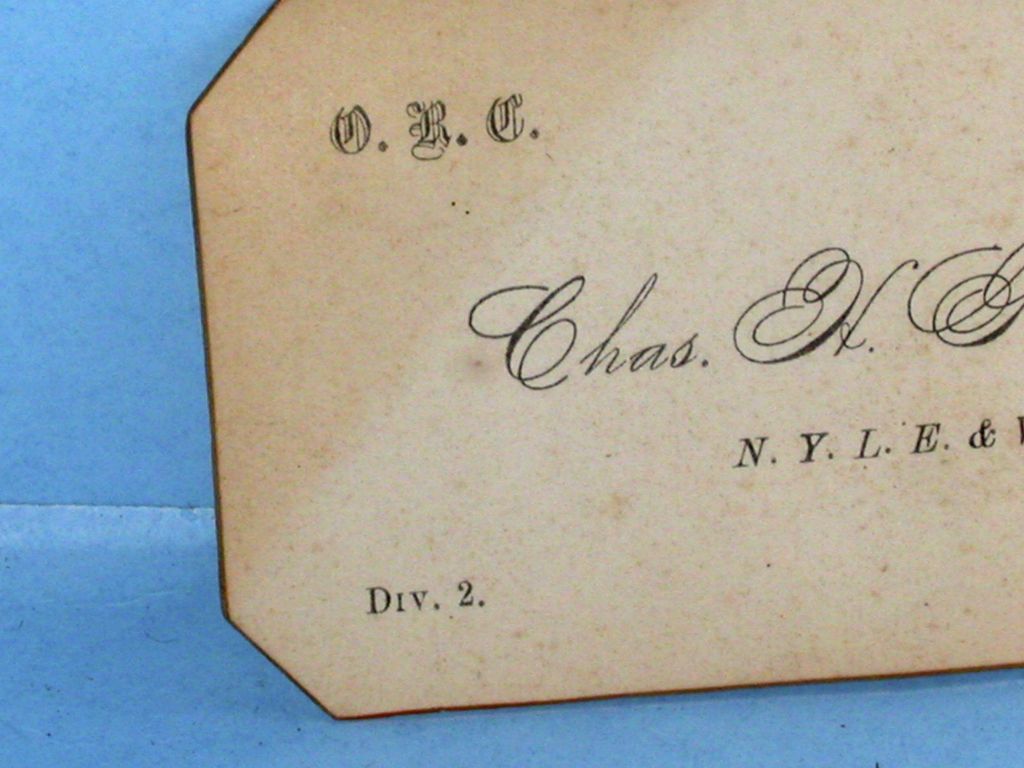 O. R. C.
Chas. H.
N. Y. L. E. &
Div. 2.